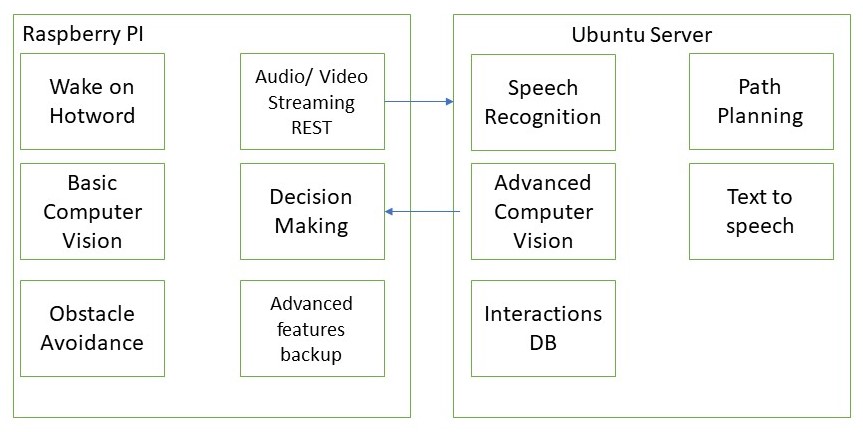 Raspberry PI
Wake on
Hotword
Audio/ Video
Streaming
REST
Basic
Computer
Vision
Decision
Making
Obstacle
Avoidance
Advanced
features
backup
Ubuntu Server
Speech
Recognition
Path
Planning
Advanced
Computer
Vision
Text to
speech
Interactions
DB